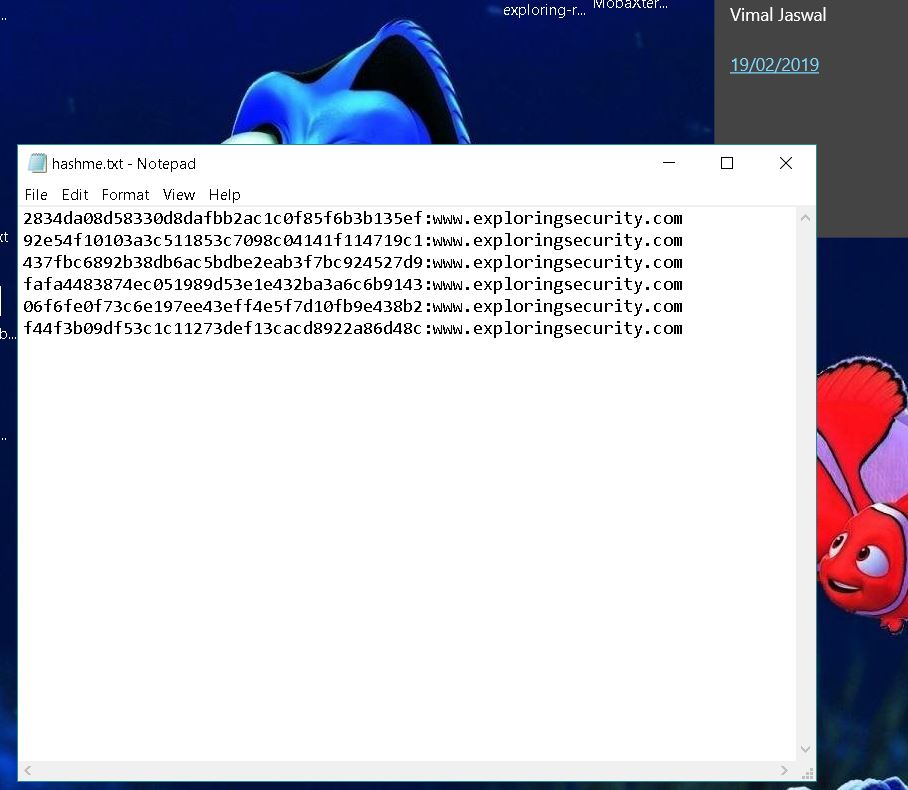 exploring-r... MobaXter...
Vimal Jaswal
19/02/2019
hashme.txt - Notepad
File Edit Format View Help
2834da08d58330d8dafbb2ac1c0f85f6b3b135ef:www.exploringsecurity.com
92e54f10103a3c511853c7098c04141f114719c1:www.exploringsecurity.com
437fbc6892b38db6ac5bdbe2eab3f7bc924527d9:www.exploringsecurity.com
fafa4483874ec051989d53e1e432ba3a6c6b9143:www.exploringsecurity.com
06f6fe0f73c6e197ee43eff4e5f7d10fb9e438b2:www.exploringsecurity.com
f44f3b09df53c1c11273def13cacd8922a86d48c:www.exploringsecurity.com
xt
b...